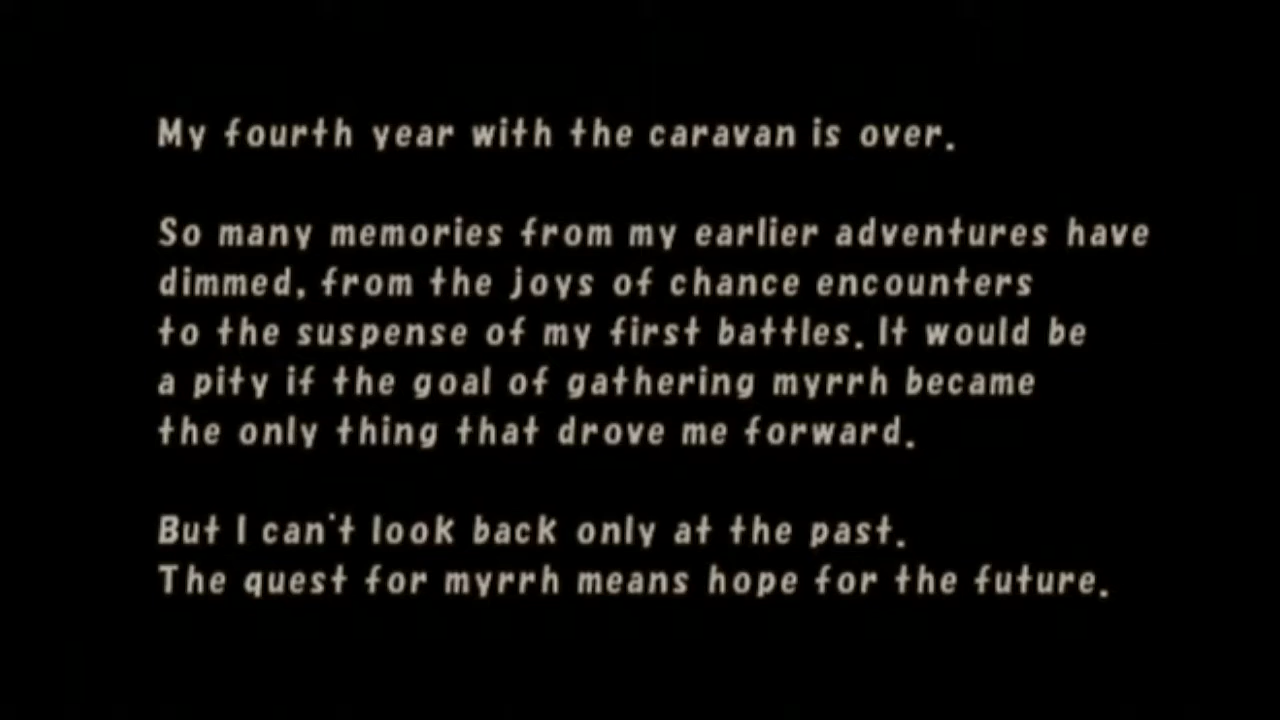 My fourth year with the caravan is over.
So many memories from my earlier adventures have
dimmed, from the joys of chance encounters
to the suspense of my first battles. It would be
a pity if the goal of gathering myrrh became
the only thing that drove me forward.
But I can't look back only at the past.
The quest for myrrh means hope for the future.